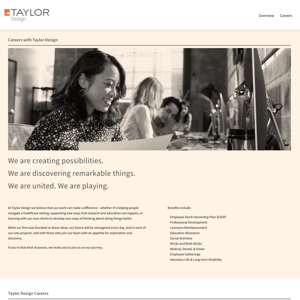 TAYLOR
Design
Overview
Careers
Careers with Taylor Design
We are creating possibilities.
We are discovering remarkable things.
We are united. We are playing.
At Taylor Design we believe that our work can make a difference - whether it's helping people
navigate a healthcare setting, supporting new ways that research and education can happen, or
learning with our new clients to develop new ways of thinking about doing things better.
While our firm was founded on these ideas, our future will be reimagined every day, and in each of
our new projects, and with those who join our team with an appetite for exploration and
discovery.
If you're that kind of person, we invite you to join us on our journey.
Benefits include:
Employee Stock Ownership Plan (ESOP)
Professional Development
Licensure Reimbursement
Education Allowance
Social Activities
401(k) and Roth 401(k)
Medical, Dental, & Vision
Employee Gatherings
Voluntary Life & Long-term Disability
Taylor Design Careers